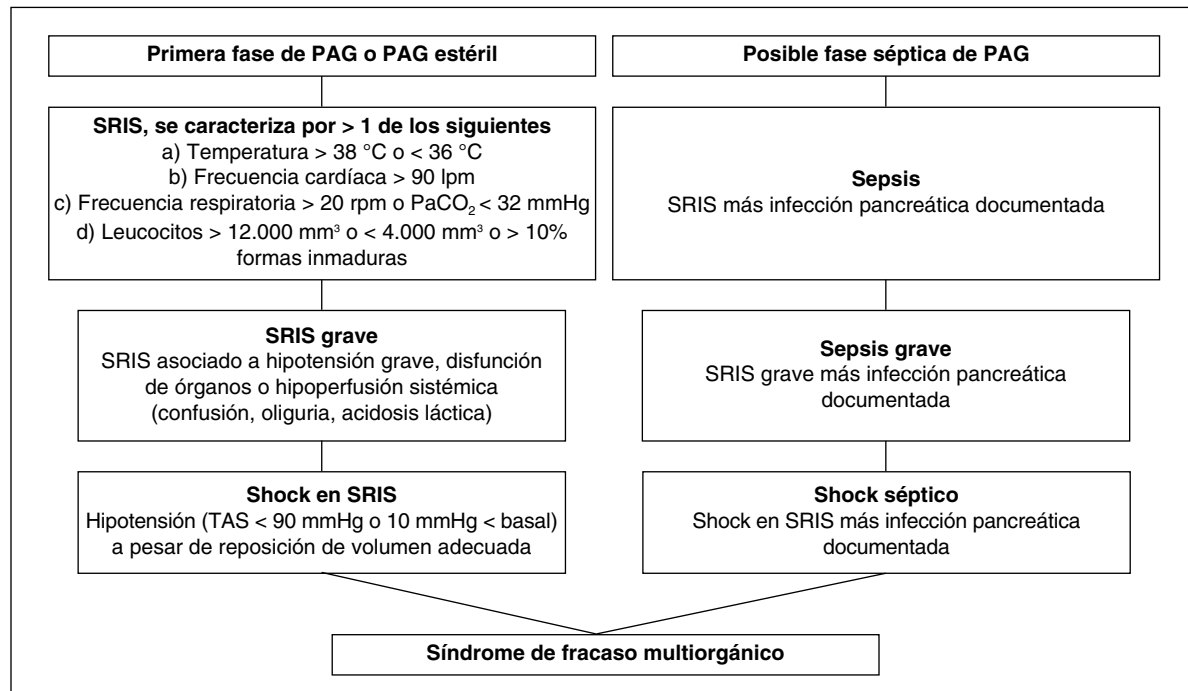 Primera fase de PAG o PAG estéril
SRIS, se caracteriza por > 1 de los siguientes
a) Temperatura > 38 °C o < 36 °C
b) Frecuencia cardíaca > 90 lpm
c) Frecuencia respiratoria > 20 rpm o PaCO₂ < 32 mmHg
d) Leucocitos > 12.000 mm³ o < 4.000 mm³ o > 10%
formas inmaduras
SRIS grave
SRIS asociado a hipotensión grave, disfunción
de órganos o hipoperfusión sistémica
(confusión, oliguria, acidosis láctica)
Shock en SRIS
Hipotensión (TAS < 90 mmHg o 10 mmHg < basal)
a pesar de reposición de volumen adecuada
Posible fase séptica de PAG
Sepsis
SRIS más infección pancreática documentada
Sepsis grave
SRIS grave más infección pancreática
documentada
Shock séptico
Shock en SRIS más infección pancreática
documentada
Síndrome de fracaso multiorgánico